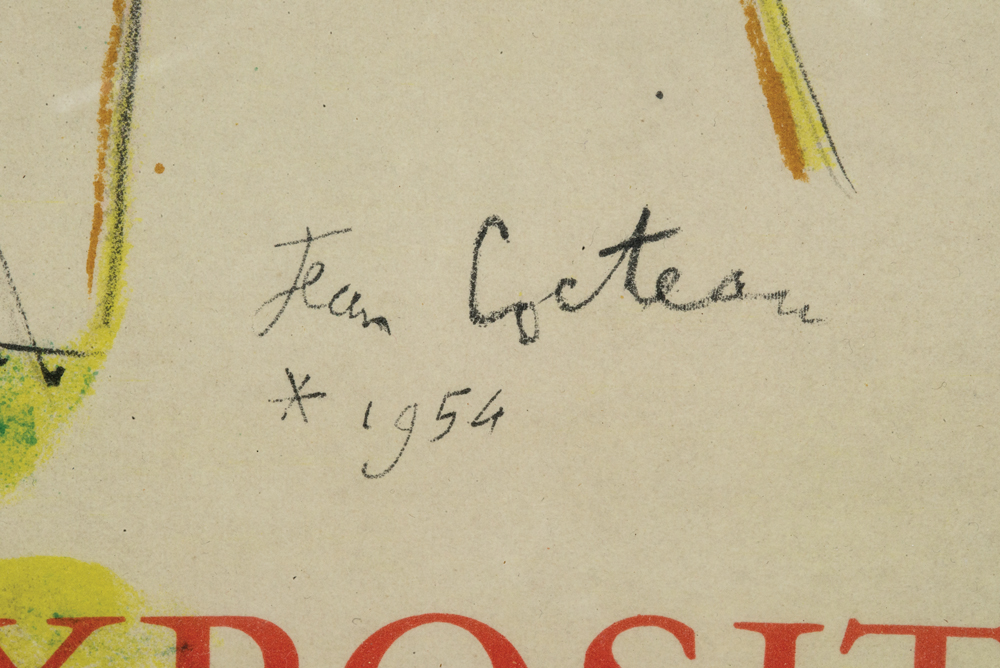 Jean Cocteau
* 1954
XPOSIT